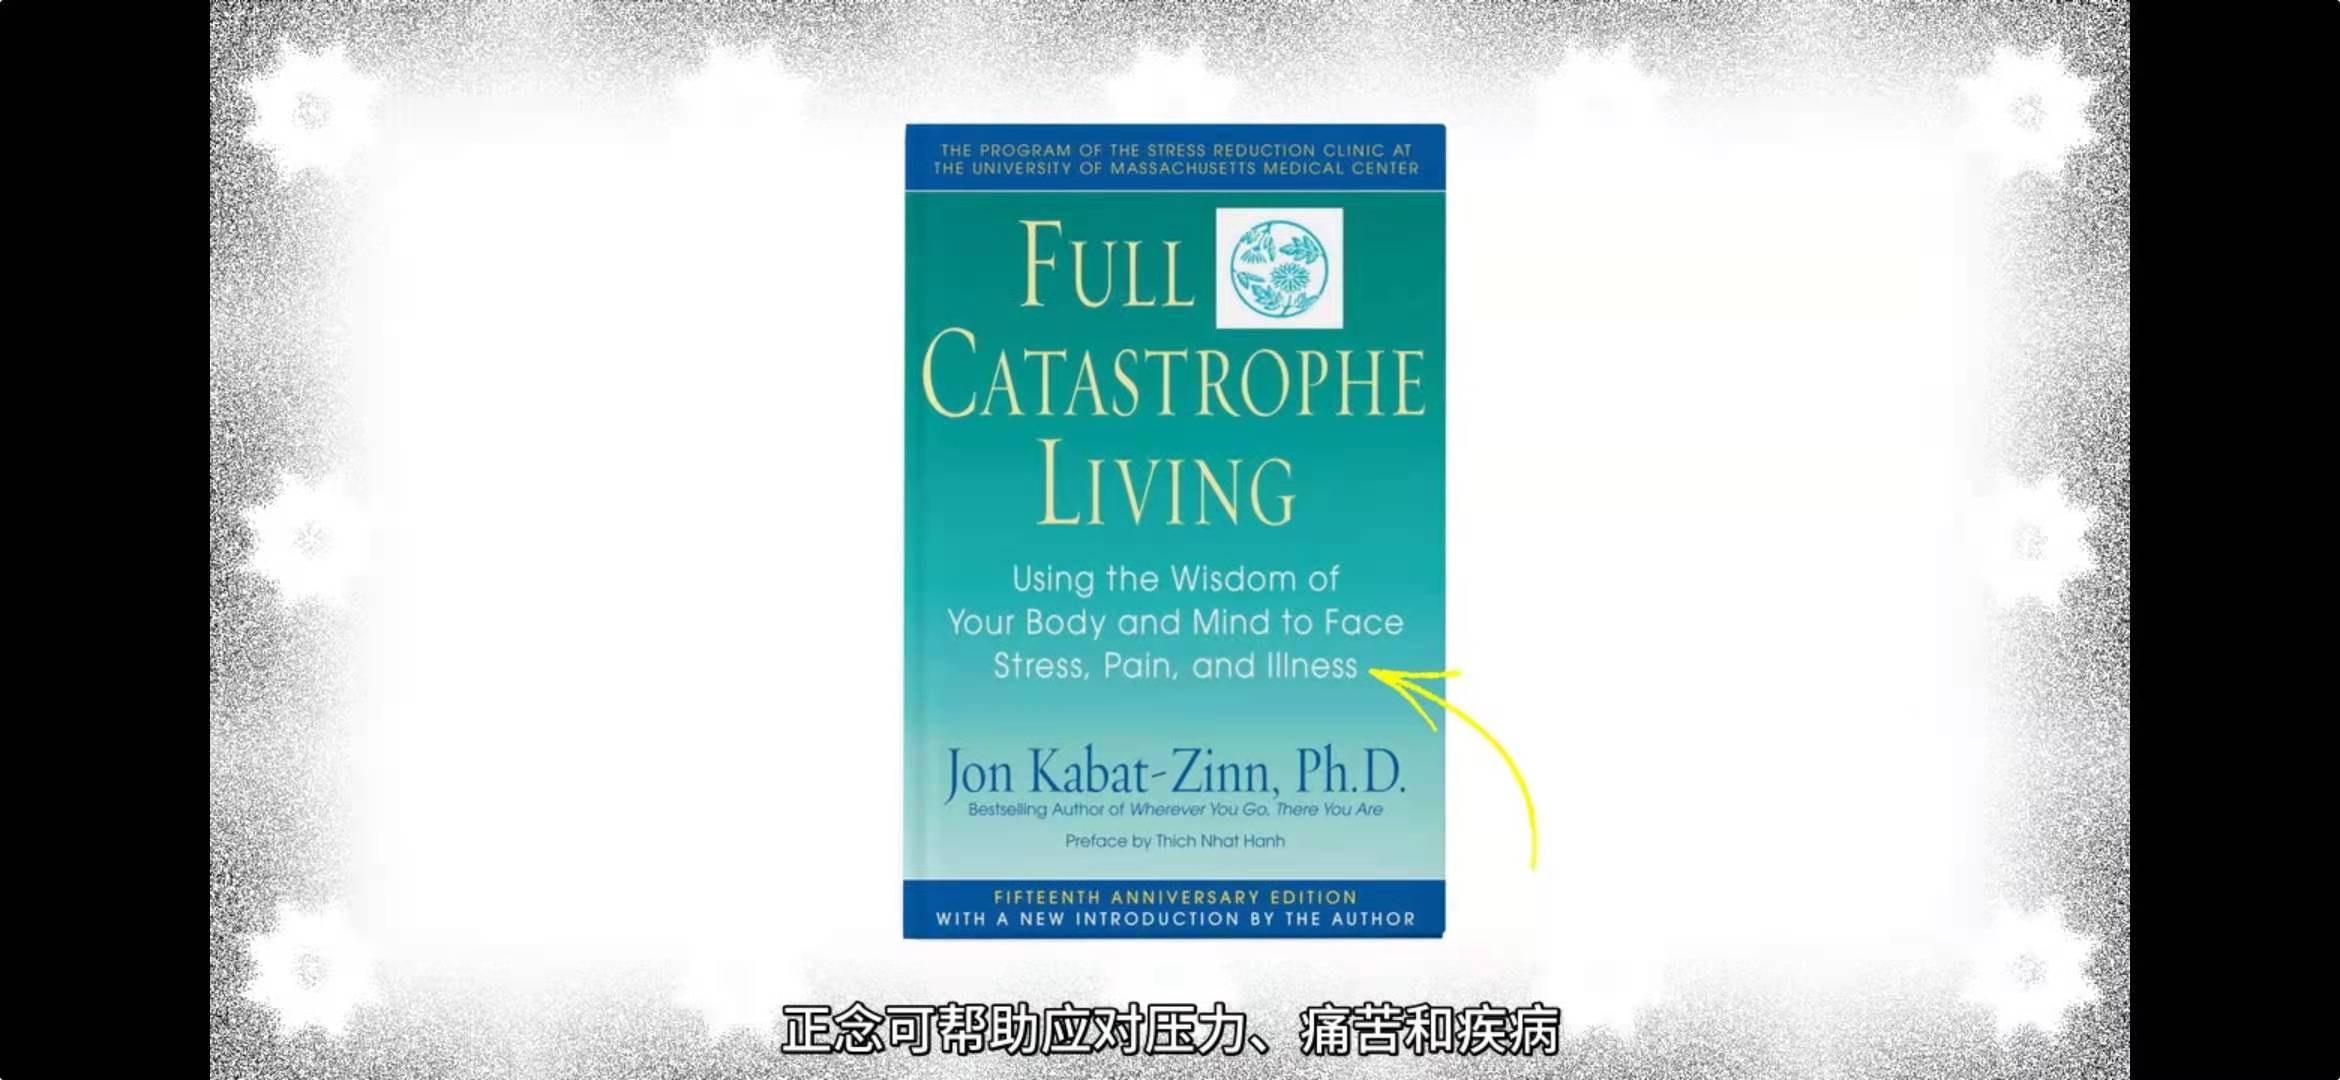 THE PROGRAM OF THE STRESS REDUCTION CLINIC AT
THE UNIVERSITY OF MASSACHUSETTS MEDICAL CENTER
FULL
CATASTROPHE
LIVING
Using the Wisdom of
Your Body and Mind to Face
Stress, Pain, and Illness
Jon Kabat-Zinn, Ph.D.
Bestselling Author of Wherever You Go, There You Are
Preface by Thich Nhat Hanh
FIFTEENTH ANNIVERSARY EDITION
WITH A NEW INTRODUCTION BY THE AUTHOR
正念可帮助应对压力、痛苦和疾病